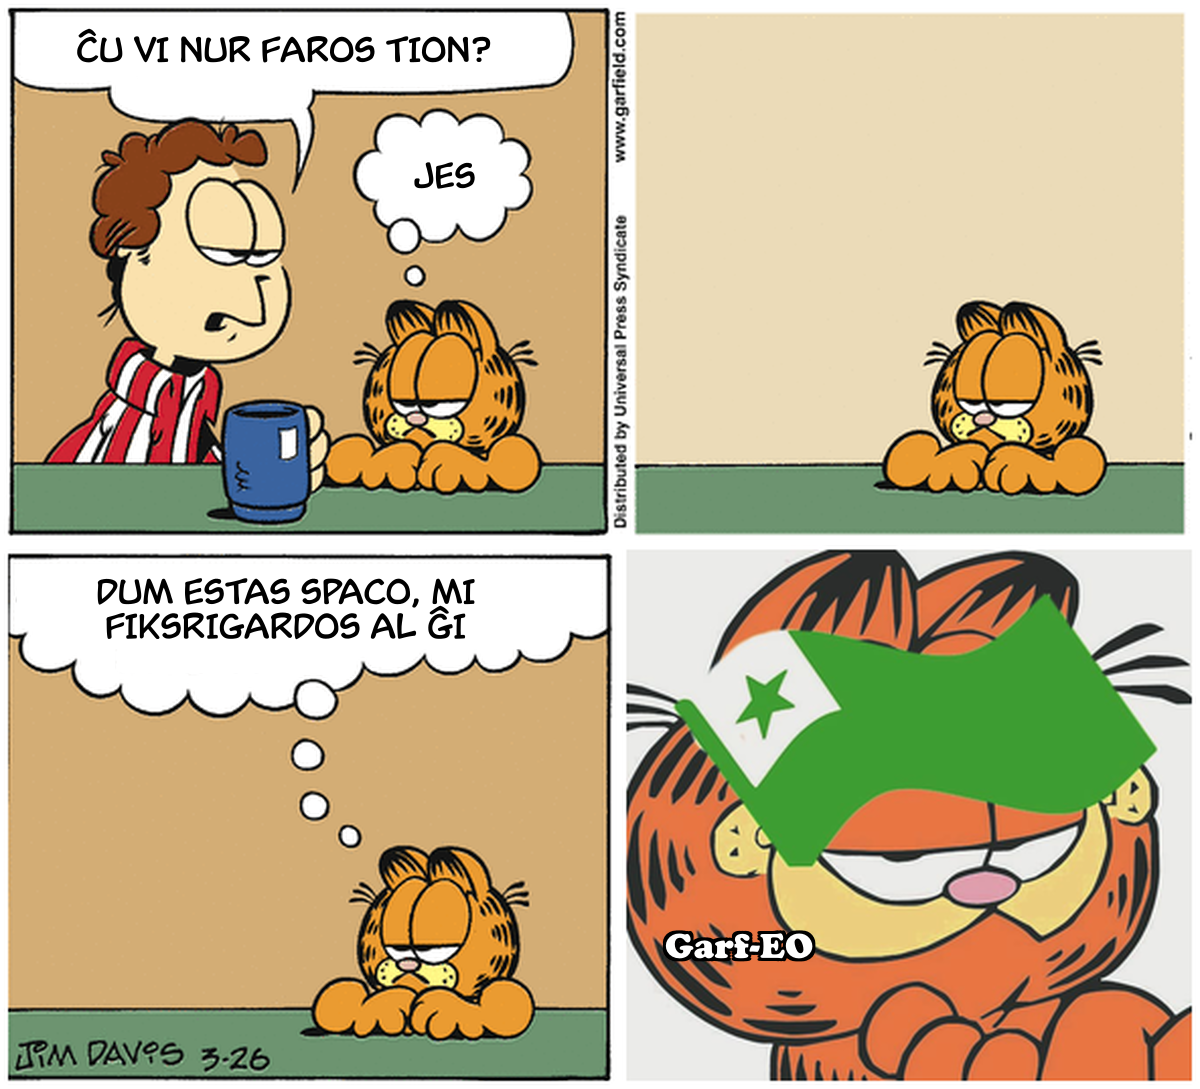 ĈU VI NUR FAROS TION?
JES
www.garfield.com
Distributed by Universal Press Syndicate
DUM ESTAS SPACO, MI
FIKSRIGARDOS AL ĜI
JIM DAVIS 3-26
Garf-EO